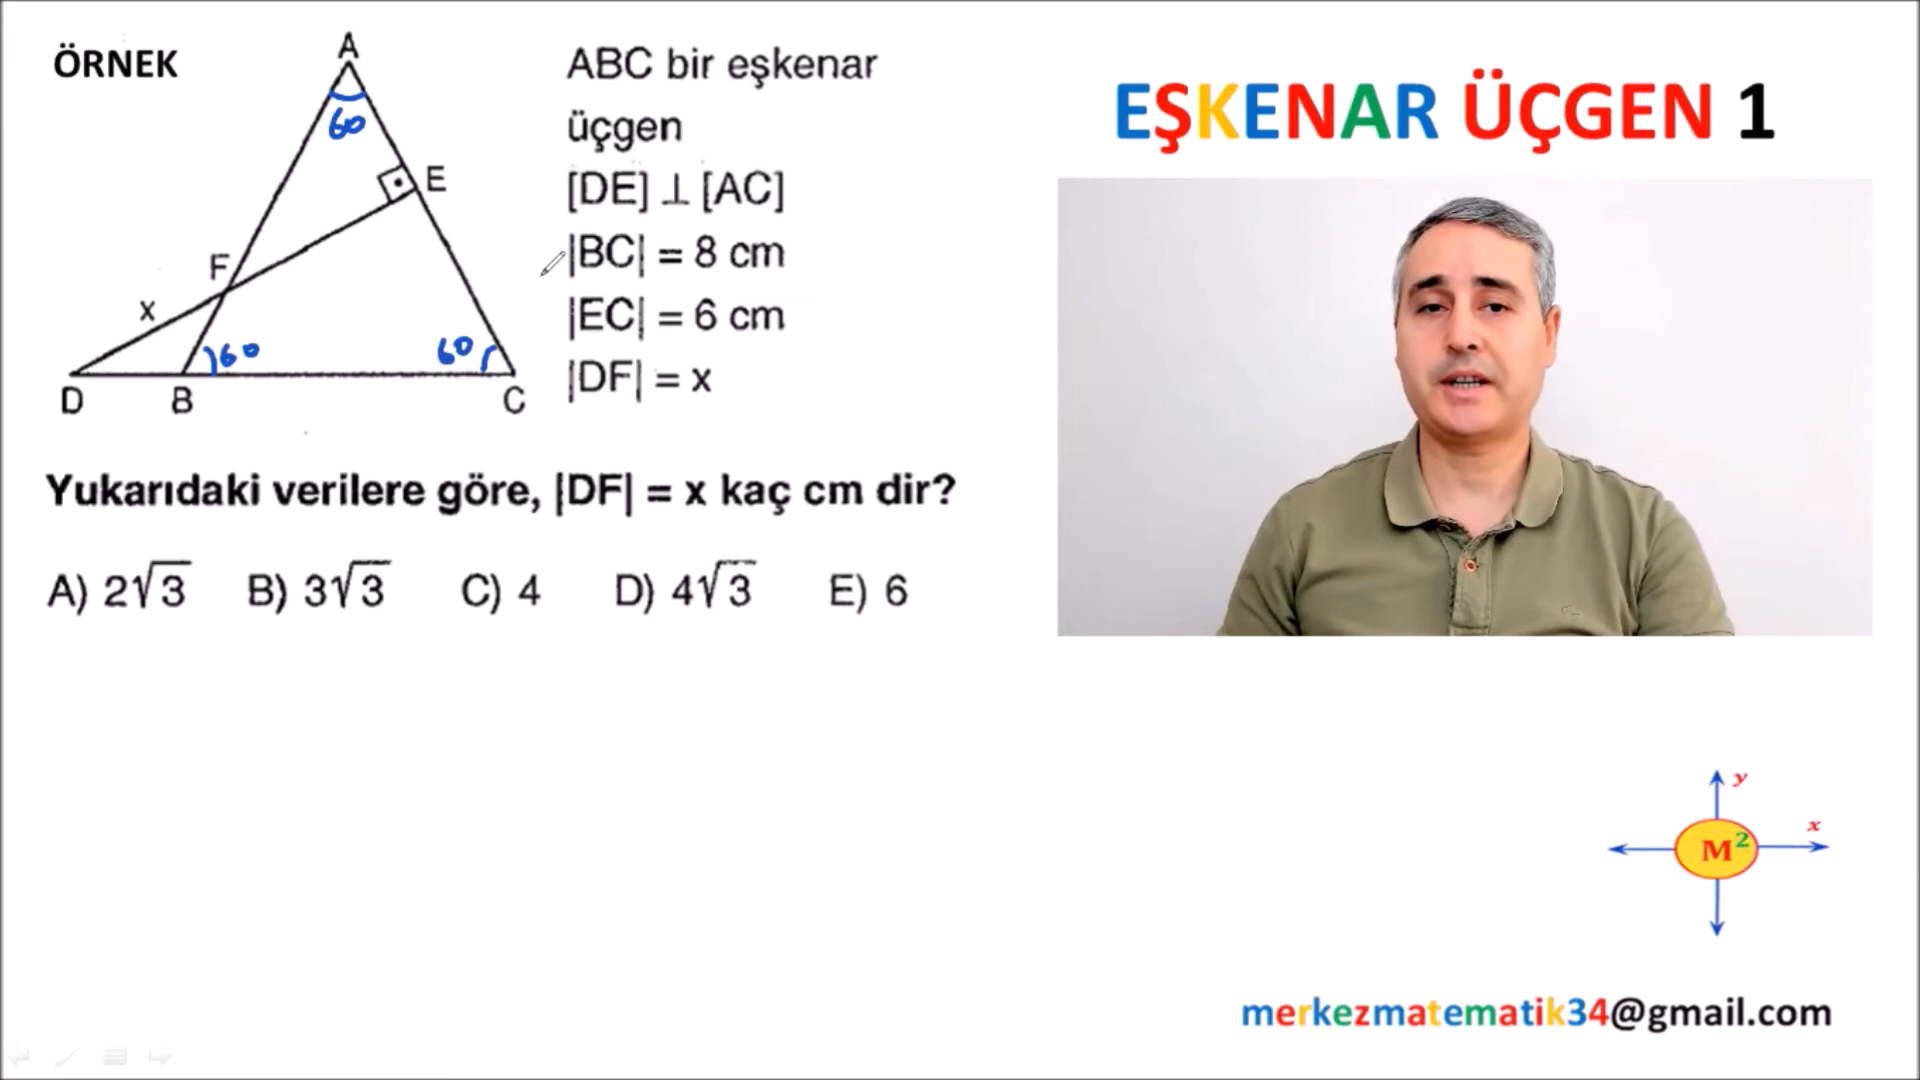 ÖRNEK
A
60
E
F
x
60
60
D
B
C
ABC bir eşkenar
üçgen
[DE] ⊥ [AC]
|BC| = 8 cm
|EC| = 6 cm
|DF| = x
Yukarıdaki verilere göre, |DF| = x kaç cm dir?
A) 2√3 B) 3√3 C) 4 D) 4√3 E) 6
EŞKENAR ÜÇGEN 1
y
x
M²
merkezmatematik34@gmail.com